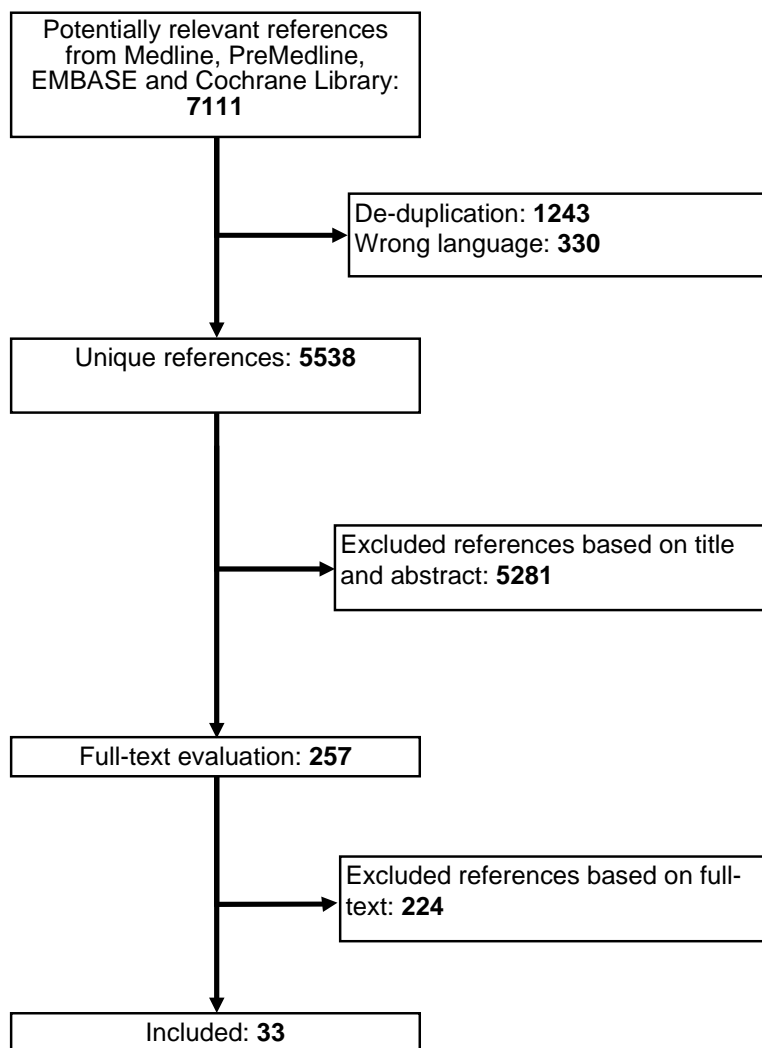 Potentially relevant references
from Medline, PreMedline,
EMBASE and Cochrane Library:
7111
De-duplication: 1243
Wrong language: 330
Unique references: 5538
Excluded references based on title
and abstract: 5281
Full-text evaluation: 257
Excluded references based on full-
text: 224
Included: 33